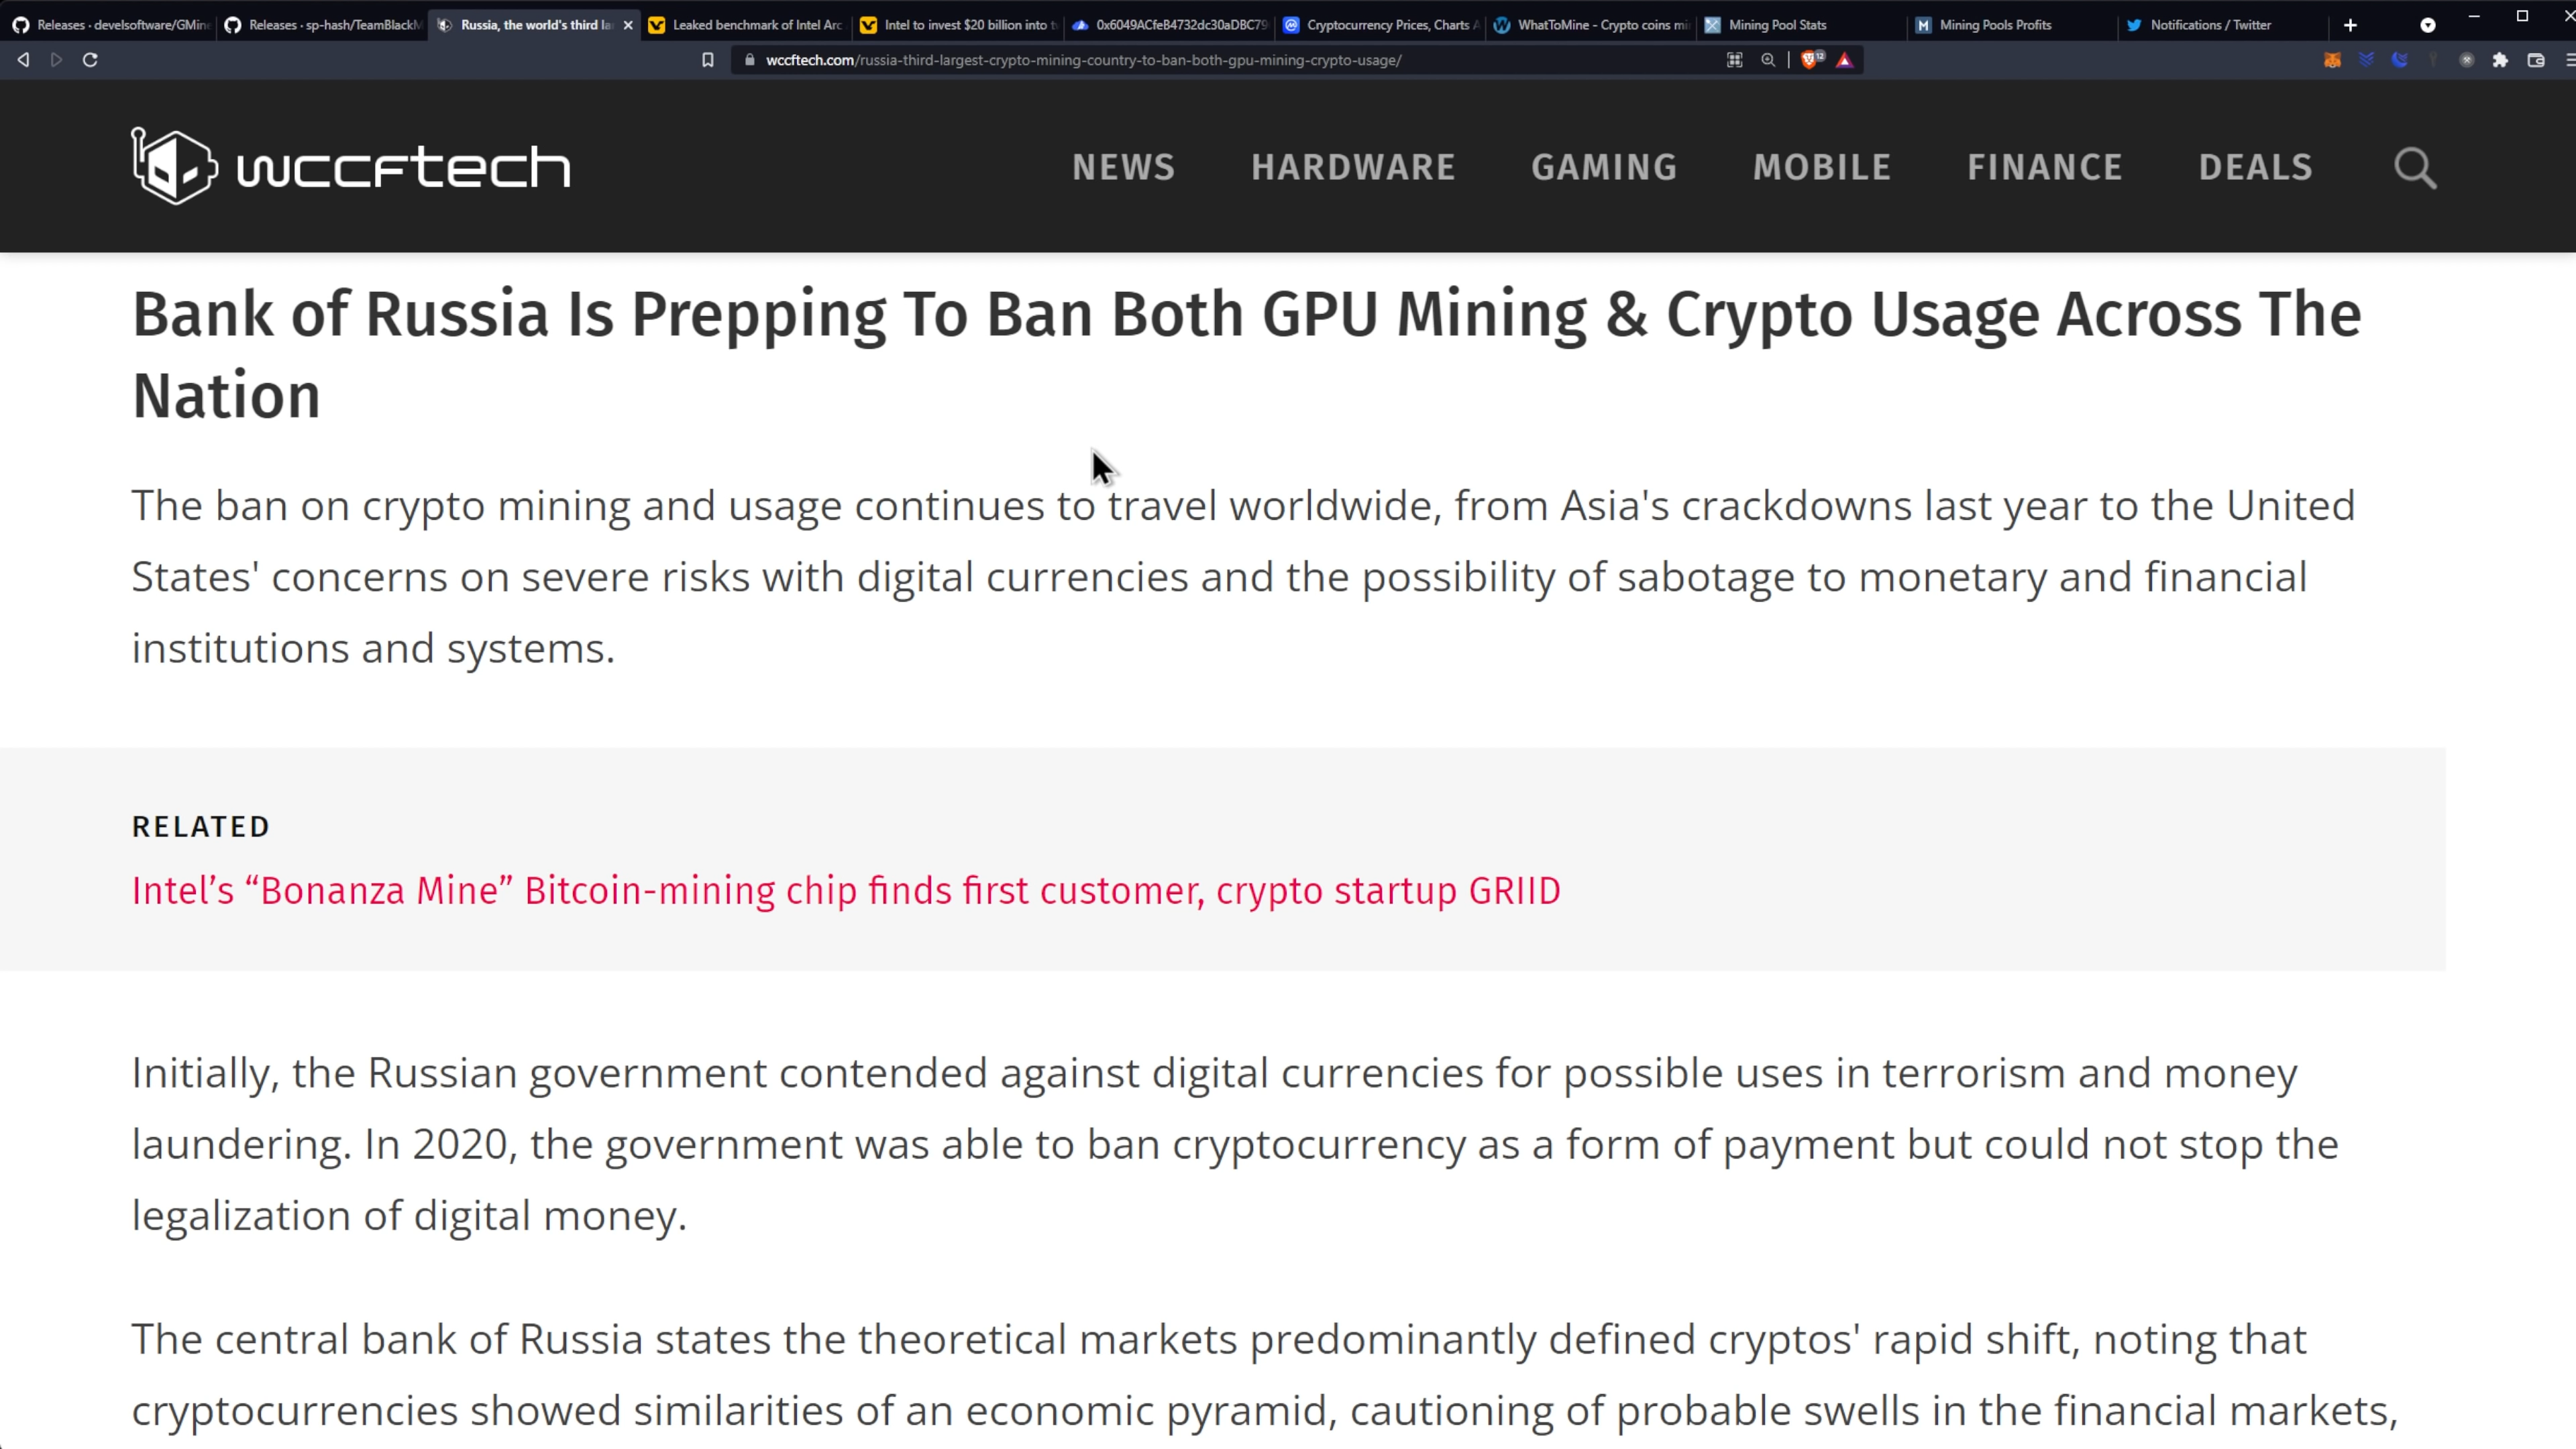 Releases · develsoftware/GMine
Releases · sp-hash/TeamBlackM
Russia, the world's third la
Leaked benchmark of Intel Arc
Intel to invest $20 billion into t
0x6049ACfeB4732dc30aDBC79
Cryptocurrency Prices, Charts A
WhatToMine - Crypto coins mi
Mining Pool Stats
M Mining Pools Profits
Notifications / Twitter
wccftech.com/russia-third-largest-crypto-mining-country-to-ban-both-gpu-mining-crypto-usage/
12
wccftech
NEWS HARDWARE GAMING MOBILE FINANCE DEALS
Bank of Russia Is Prepping To Ban Both GPU Mining & Crypto Usage Across The
Nation
The ban on crypto mining and usage continues to travel worldwide, from Asia's crackdowns last year to the United
States' concerns on severe risks with digital currencies and the possibility of sabotage to monetary and financial
institutions and systems.
RELATED
Intel’s “Bonanza Mine” Bitcoin-mining chip finds first customer, crypto startup GRIID
Initially, the Russian government contended against digital currencies for possible uses in terrorism and money
laundering. In 2020, the government was able to ban cryptocurrency as a form of payment but could not stop the
legalization of digital money.
The central bank of Russia states the theoretical markets predominantly defined cryptos' rapid shift, noting that
cryptocurrencies showed similarities of an economic pyramid, cautioning of probable swells in the financial markets,